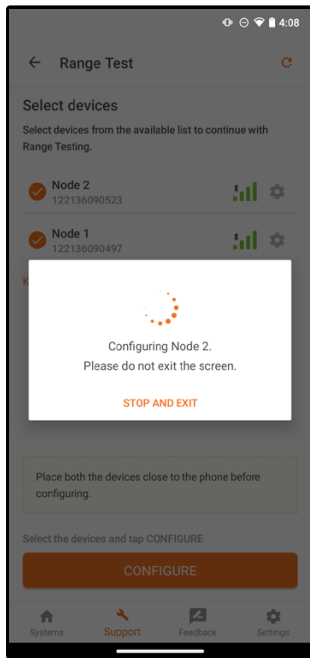 4:08
Range Test
Select devices
Select devices from the available list to continue with
Range Testing.
Node 2
122136090523
Node 1
122136090497
K
Configuring Node 2.
Please do not exit the screen.
STOP AND EXIT
Place both the devices close to the phone before
configuring.
Select the devices and tap CONFIGURE
CONFIGURE
Systems
Support
Feedback
Settings